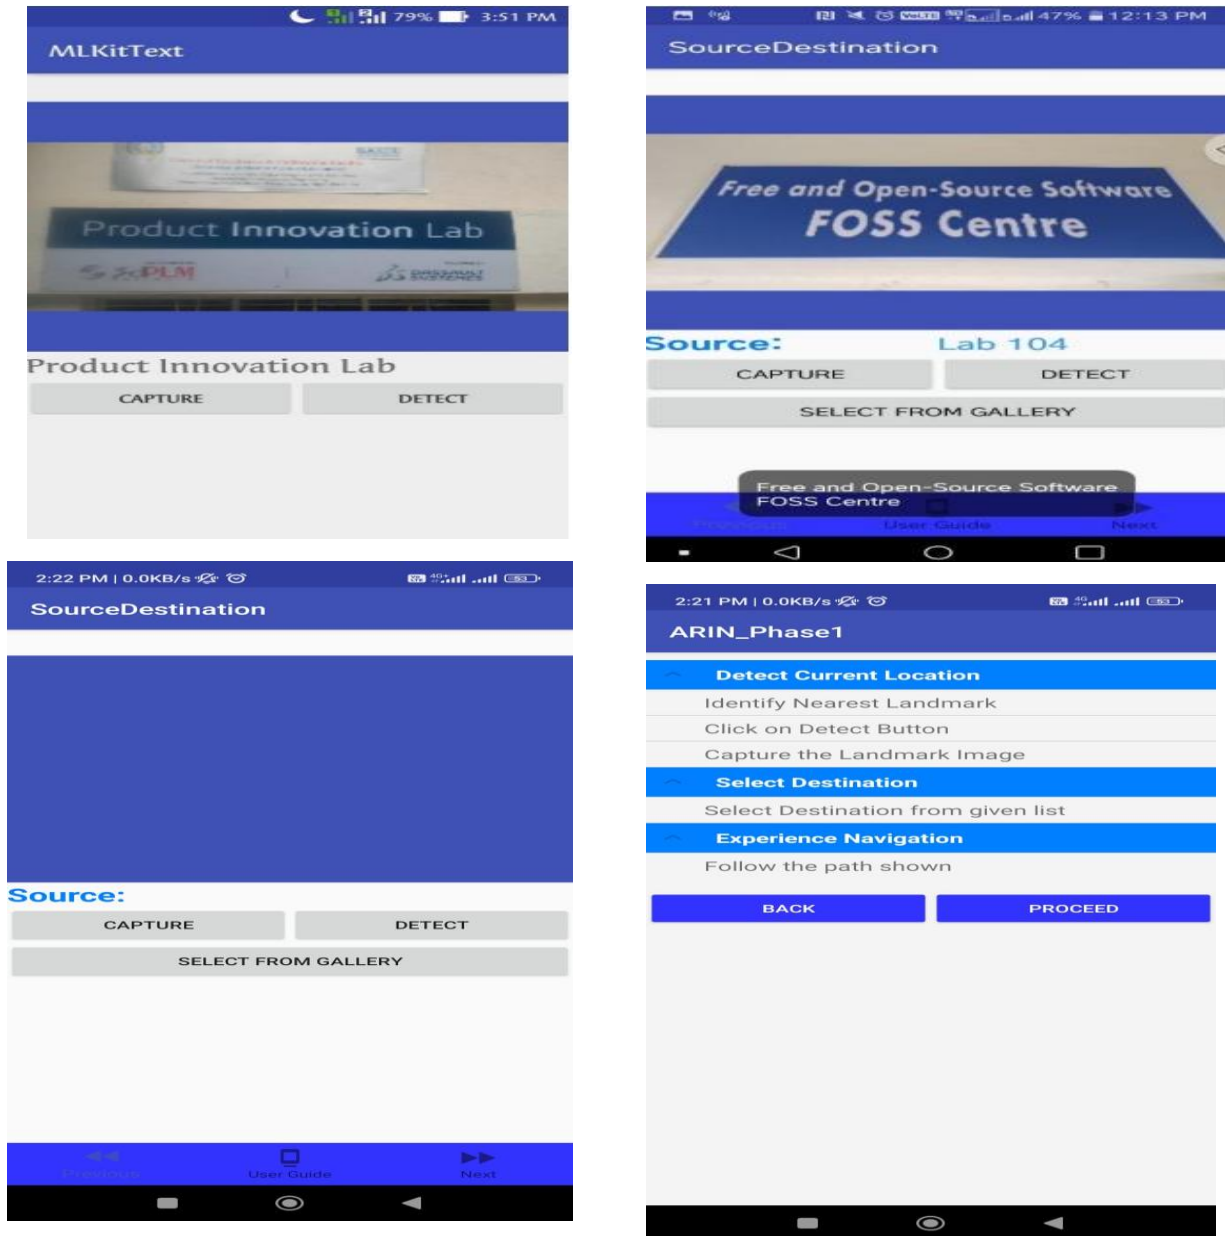 79% 3:51 PM
MLKitText
Product Innovation Lab
PLM
DASSAULT
SYSTEMES
Product Innovation Lab
CAPTURE DETECT
47% 12:13 PM
SourceDestination
Free and Open-Source Software
FOSS Centre
Source: Lab 104
CAPTURE DETECT
SELECT FROM GALLERY
Free and Open-Source Software
FOSS Centre
Previous User Guide Next
2:22 PM | 0.0KB/s
SourceDestination
Source:
CAPTURE DETECT
SELECT FROM GALLERY
Previous User Guide Next
2:21 PM | 0.0KB/s
ARIN_Phase1
Detect Current Location
Identify Nearest Landmark
Click on Detect Button
Capture the Landmark Image
Select Destination
Select Destination from given list
Experience Navigation
Follow the path shown
BACK PROCEED